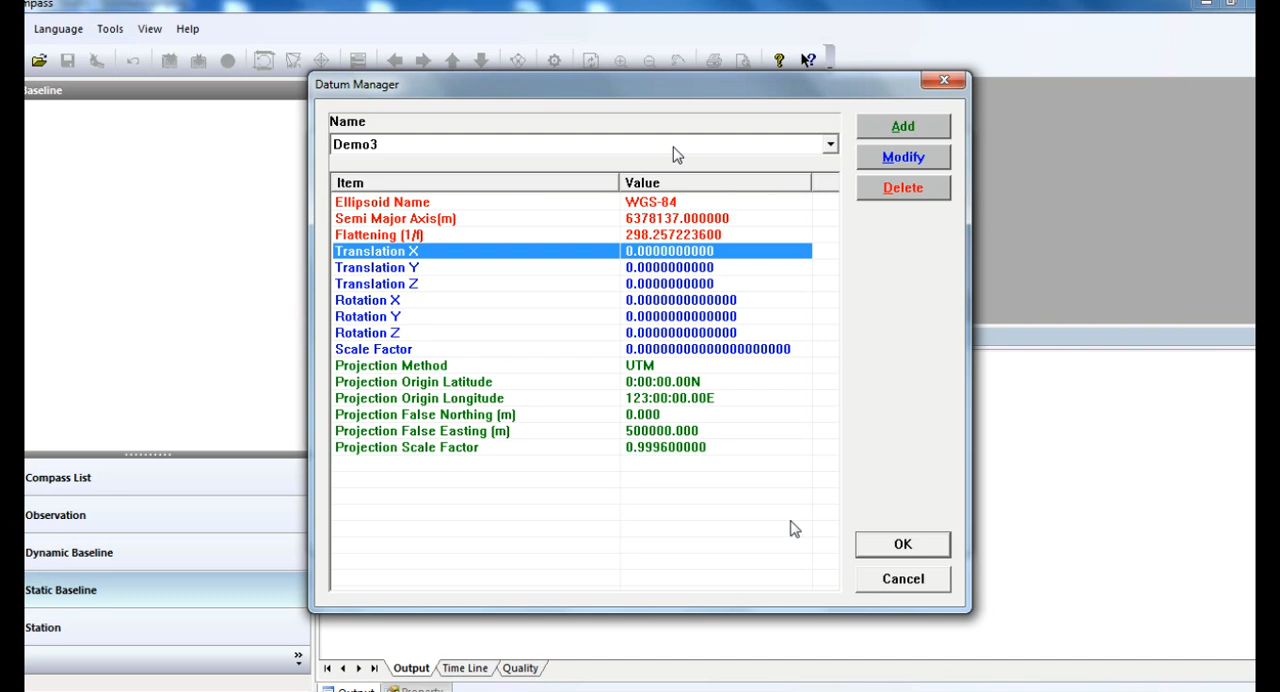 mpass
Language Tools View Help
Baseline
Datum Manager
Name
Demo3
Add
Modify
Delete
Item Value
Ellipsoid Name WGS-84
Semi Major Axis(m) 6378137.000000
Flattening (1/f) 298.257223600
Translation X 0.0000000000
Translation Y 0.0000000000
Translation Z 0.0000000000
Rotation X 0.0000000000000
Rotation Y 0.0000000000000
Rotation Z 0.0000000000000
Scale Factor 0.00000000000000000000
Projection Method UTM
Projection Origin Latitude 0:00:00.00N
Projection Origin Longitude 123:00:00.00E
Projection False Northing (m) 0.000
Projection False Easting (m) 500000.000
Projection Scale Factor 0.999600000
OK
Cancel
Compass List
Observation
Dynamic Baseline
Static Baseline
Station
Output Time Line Quality
Output Property